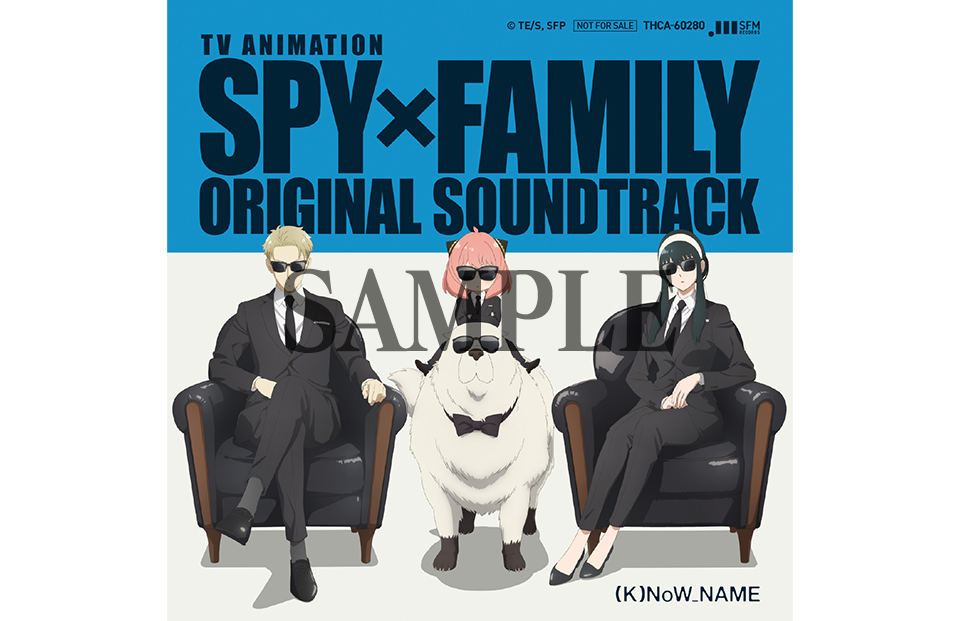 © TE/S, SFP NOT FOR SALE THCA-60280 SFM RECORDS
TV ANIMATION
SPY×FAMILY
ORIGINAL SOUNDTRACK
SAMPLE
(K)NoW_NAME